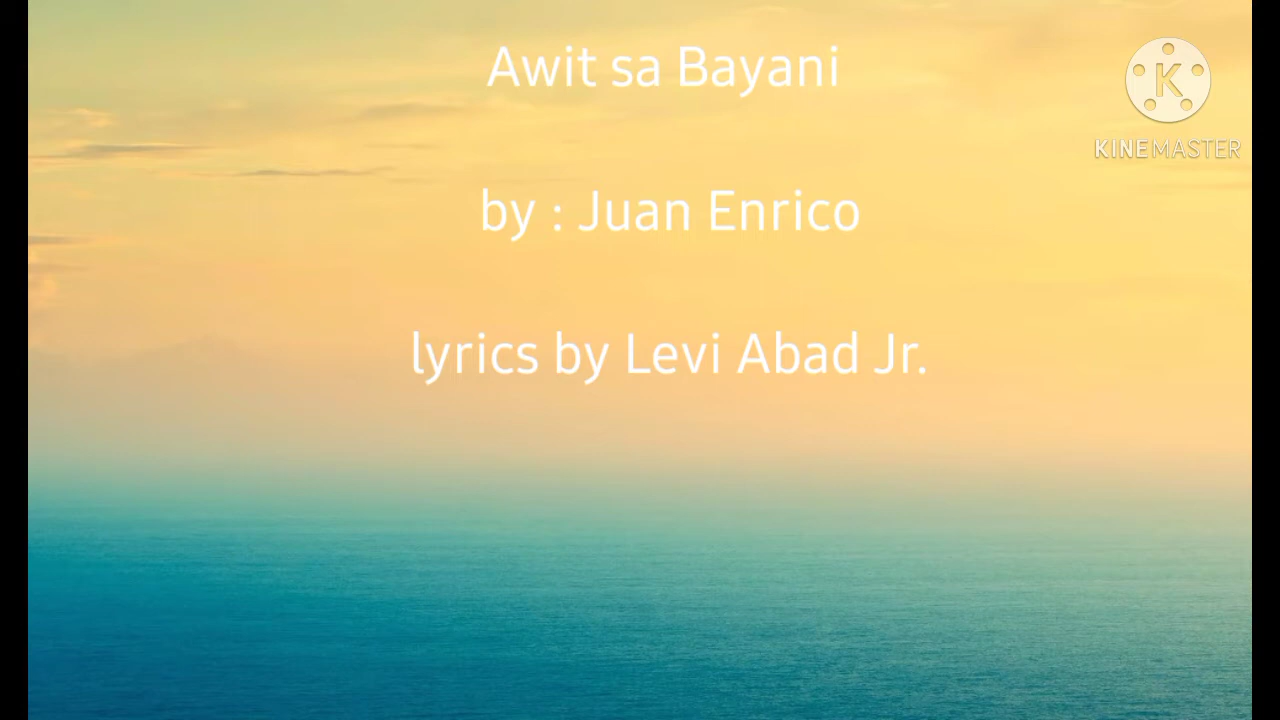 Awit sa Bayani
by : Juan Enrico
lyrics by Levi Abad Jr.
K
KINEMASTER